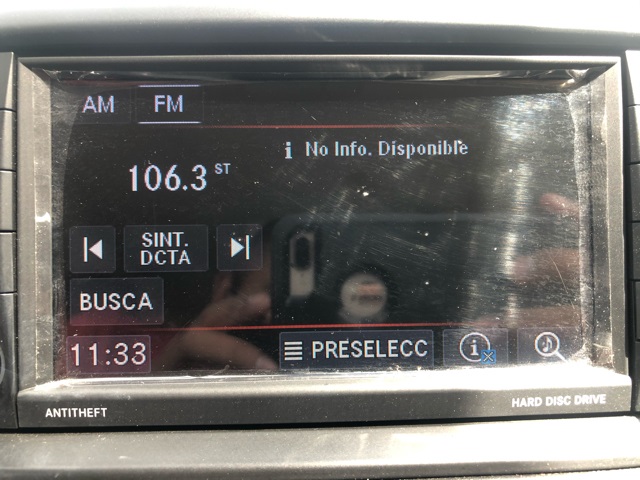 AM FM
i No Info. Disponible
106.3 ST
SINT.
DCTA
BUSCA
11:33 PRESELECC i
ANTITHEFT HARD DISC DRIVE